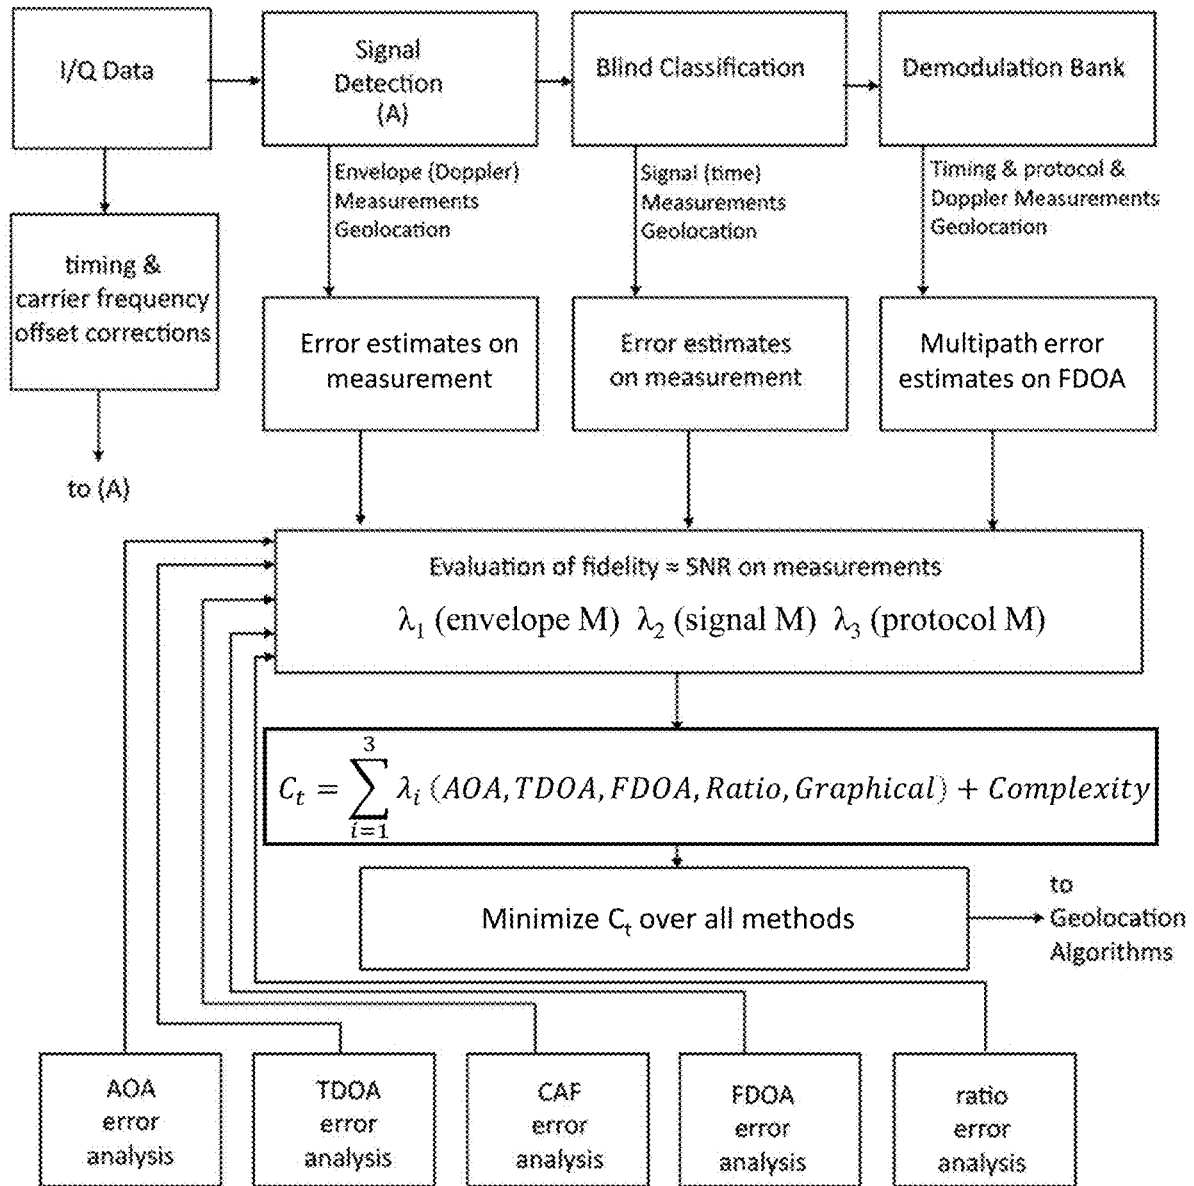 I/Q Data
Signal
Detection
(A)
Blind Classification
Demodulation Bank
Envelope (Doppler)
Measurements
Geolocation
Signal (time)
Measurements
Geolocation
Timing & protocol &
Doppler Measurements
Geolocation
timing &
carrier frequency
offset corrections
to (A)
Error estimates on
measurement
Error estimates
on measurement
Multipath error
estimates on FDOA
Evaluation of fidelity = SNR on measurements
λ₁ (envelope M) λ₂ (signal M) λ₃ (protocol M)
C_t = ∑_{i=1}^{3} λ_i (AOA, TDOA, FDOA, Ratio, Graphical) + Complexity
Minimize C_t over all methods
to
Geolocation
Algorithms
AOA
error
analysis
TDOA
error
analysis
CAF
error
analysis
FDOA
error
analysis
ratio
error
analysis